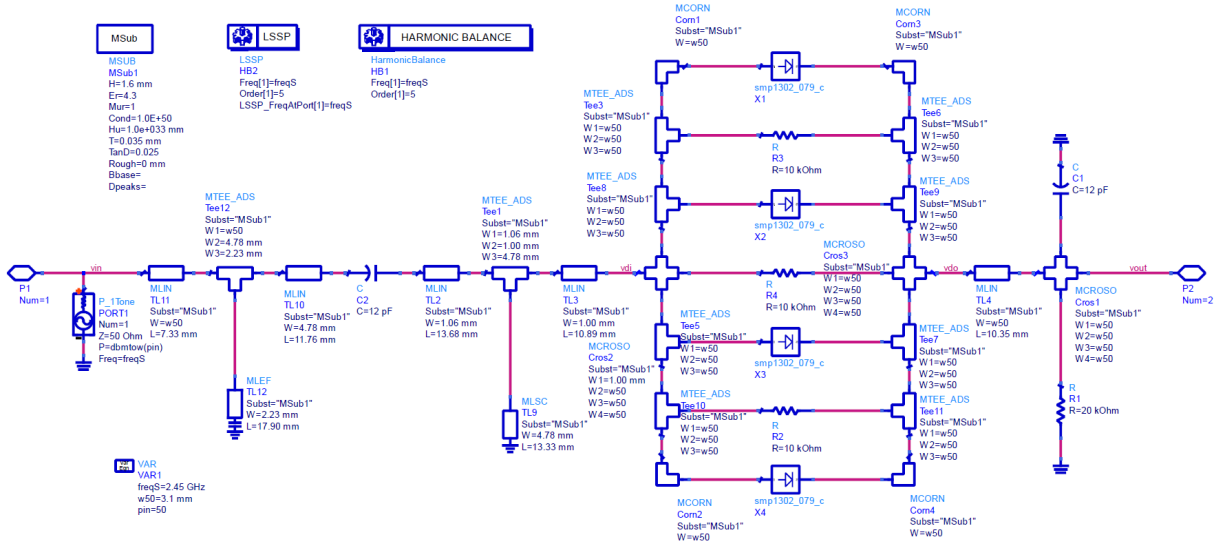 MSub
MSUB
MSub1
H=1.6 mm
Er=4.3
Mur=1
Cond=1.0E+50
Hu=1.0e+033 mm
T=0.035 mm
TanD=0.025
Rough=0 mm
Bbase=
Dpeaks=
LSSP
LSSP
HB2
Freq[1]=freqS
Order[1]=5
LSSP_FreqAtPort[1]=freqS
HARMONIC BALANCE
HarmonicBalance
HB1
Freq[1]=freqS
Order[1]=5
P1
Num=1
vin
P_1Tone
PORT1
Num=1
Z=50 Ohm
P=dbmtow(pin)
Freq=freqS
MLIN
TL11
Subst="MSub1"
W=w50
L=7.33 mm
MTEE_ADS
Tee12
Subst="MSub1"
W1=w50
W2=4.78 mm
W3=2.23 mm
MLEF
TL12
Subst="MSub1"
W=2.23 mm
L=17.90 mm
MLIN
TL10
Subst="MSub1"
W=4.78 mm
L=11.76 mm
C
C2
C=12 pF
MLIN
TL2
Subst="MSub1"
W=1.06 mm
L=13.68 mm
MTEE_ADS
Tee1
Subst="MSub1"
W1=1.06 mm
W2=1.00 mm
W3=4.78 mm
MLSC
TL9
Subst="MSub1"
W=4.78 mm
L=13.33 mm
MLIN
TL3
Subst="MSub1"
W=1.00 mm
L=10.89 mm
vdi
MCROSO
Cros2
Subst="MSub1"
W1=1.00 mm
W2=w50
W3=w50
W4=w50
MCORN
Corn1
Subst="MSub1"
W=w50
smp1302_079_c
X1
MCORN
Corn3
Subst="MSub1"
W=w50
MTEE_ADS
Tee3
Subst="MSub1"
W1=w50
W2=w50
W3=w50
R
R3
R=10 kOhm
MTEE_ADS
Tee6
Subst="MSub1"
W1=w50
W2=w50
W3=w50
MTEE_ADS
Tee8
Subst="MSub1"
W1=w50
W2=w50
W3=w50
smp1302_079_c
X2
MTEE_ADS
Tee9
Subst="MSub1"
W1=w50
W2=w50
W3=w50
R
R4
R=10 kOhm
MCROSO
Cros3
Subst="MSub1"
W1=w50
W2=w50
W3=w50
W4=w50
MTEE_ADS
Tee5
Subst="MSub1"
W1=w50
W2=w50
W3=w50
smp1302_079_c
X3
MTEE_ADS
Tee7
Subst="MSub1"
W1=w50
W2=w50
W3=w50
MTEE_ADS
Tee10
Subst="MSub1"
W1=w50
W2=w50
W3=w50
R
R2
R=10 kOhm
MTEE_ADS
Tee11
Subst="MSub1"
W1=w50
W2=w50
W3=w50
MCORN
Corn2
Subst="MSub1"
W=w50
smp1302_079_c
X4
MCORN
Corn4
Subst="MSub1"
W=w50
vdo
MLIN
TL4
Subst="MSub1"
W=w50
L=10.35 mm
C
C1
C=12 pF
vout
MCROSO
Cros1
Subst="MSub1"
W1=w50
W2=w50
W3=w50
W4=w50
P2
Num=2
R
R1
R=20 kOhm
Var
Eqn
VAR
VAR1
freqS=2.45 GHz
w50=3.1 mm
pin=50